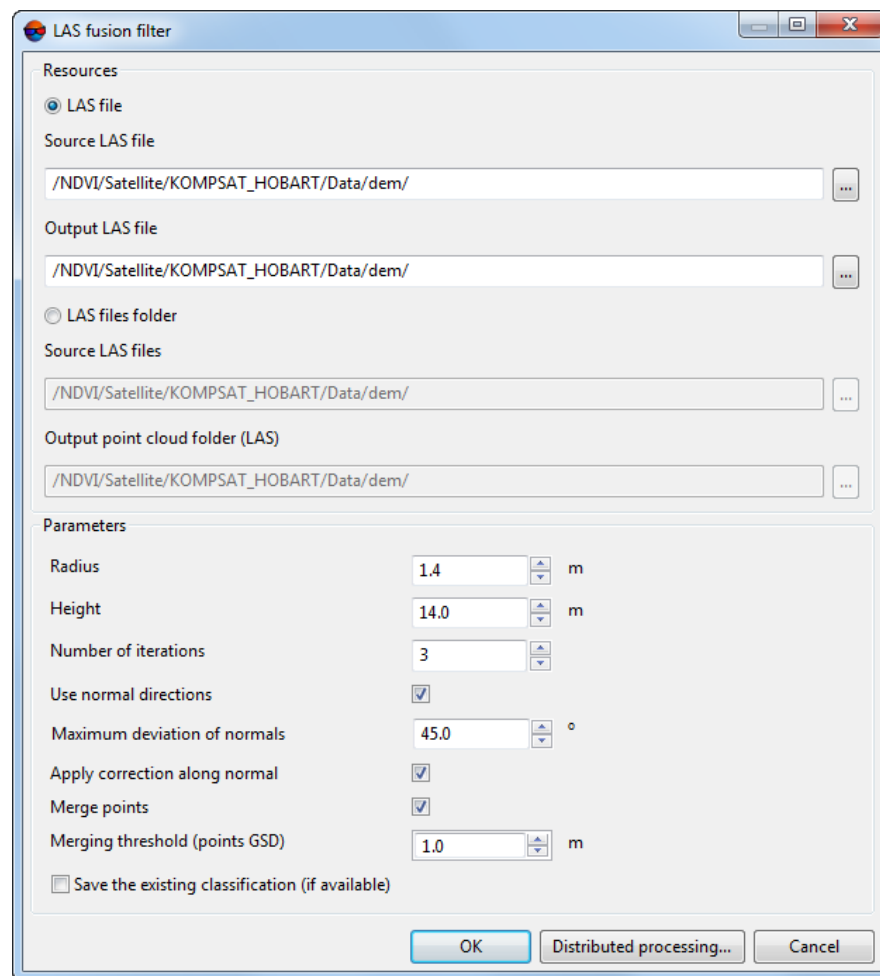 LAS fusion filter
Resources
LAS file
Source LAS file
/NDVI/Satellite/KOMPSAT_HOBART/Data/dem/
...
Output LAS file
/NDVI/Satellite/KOMPSAT_HOBART/Data/dem/
...
LAS files folder
Source LAS files
/NDVI/Satellite/KOMPSAT_HOBART/Data/dem/
...
Output point cloud folder (LAS)
/NDVI/Satellite/KOMPSAT_HOBART/Data/dem/
...
Parameters
Radius 1.4 m
Height 14.0 m
Number of iterations 3
Use normal directions
Maximum deviation of normals 45.0 °
Apply correction along normal
Merge points
Merging threshold (points GSD) 1.0 m
Save the existing classification (if available)
OK Distributed processing... Cancel